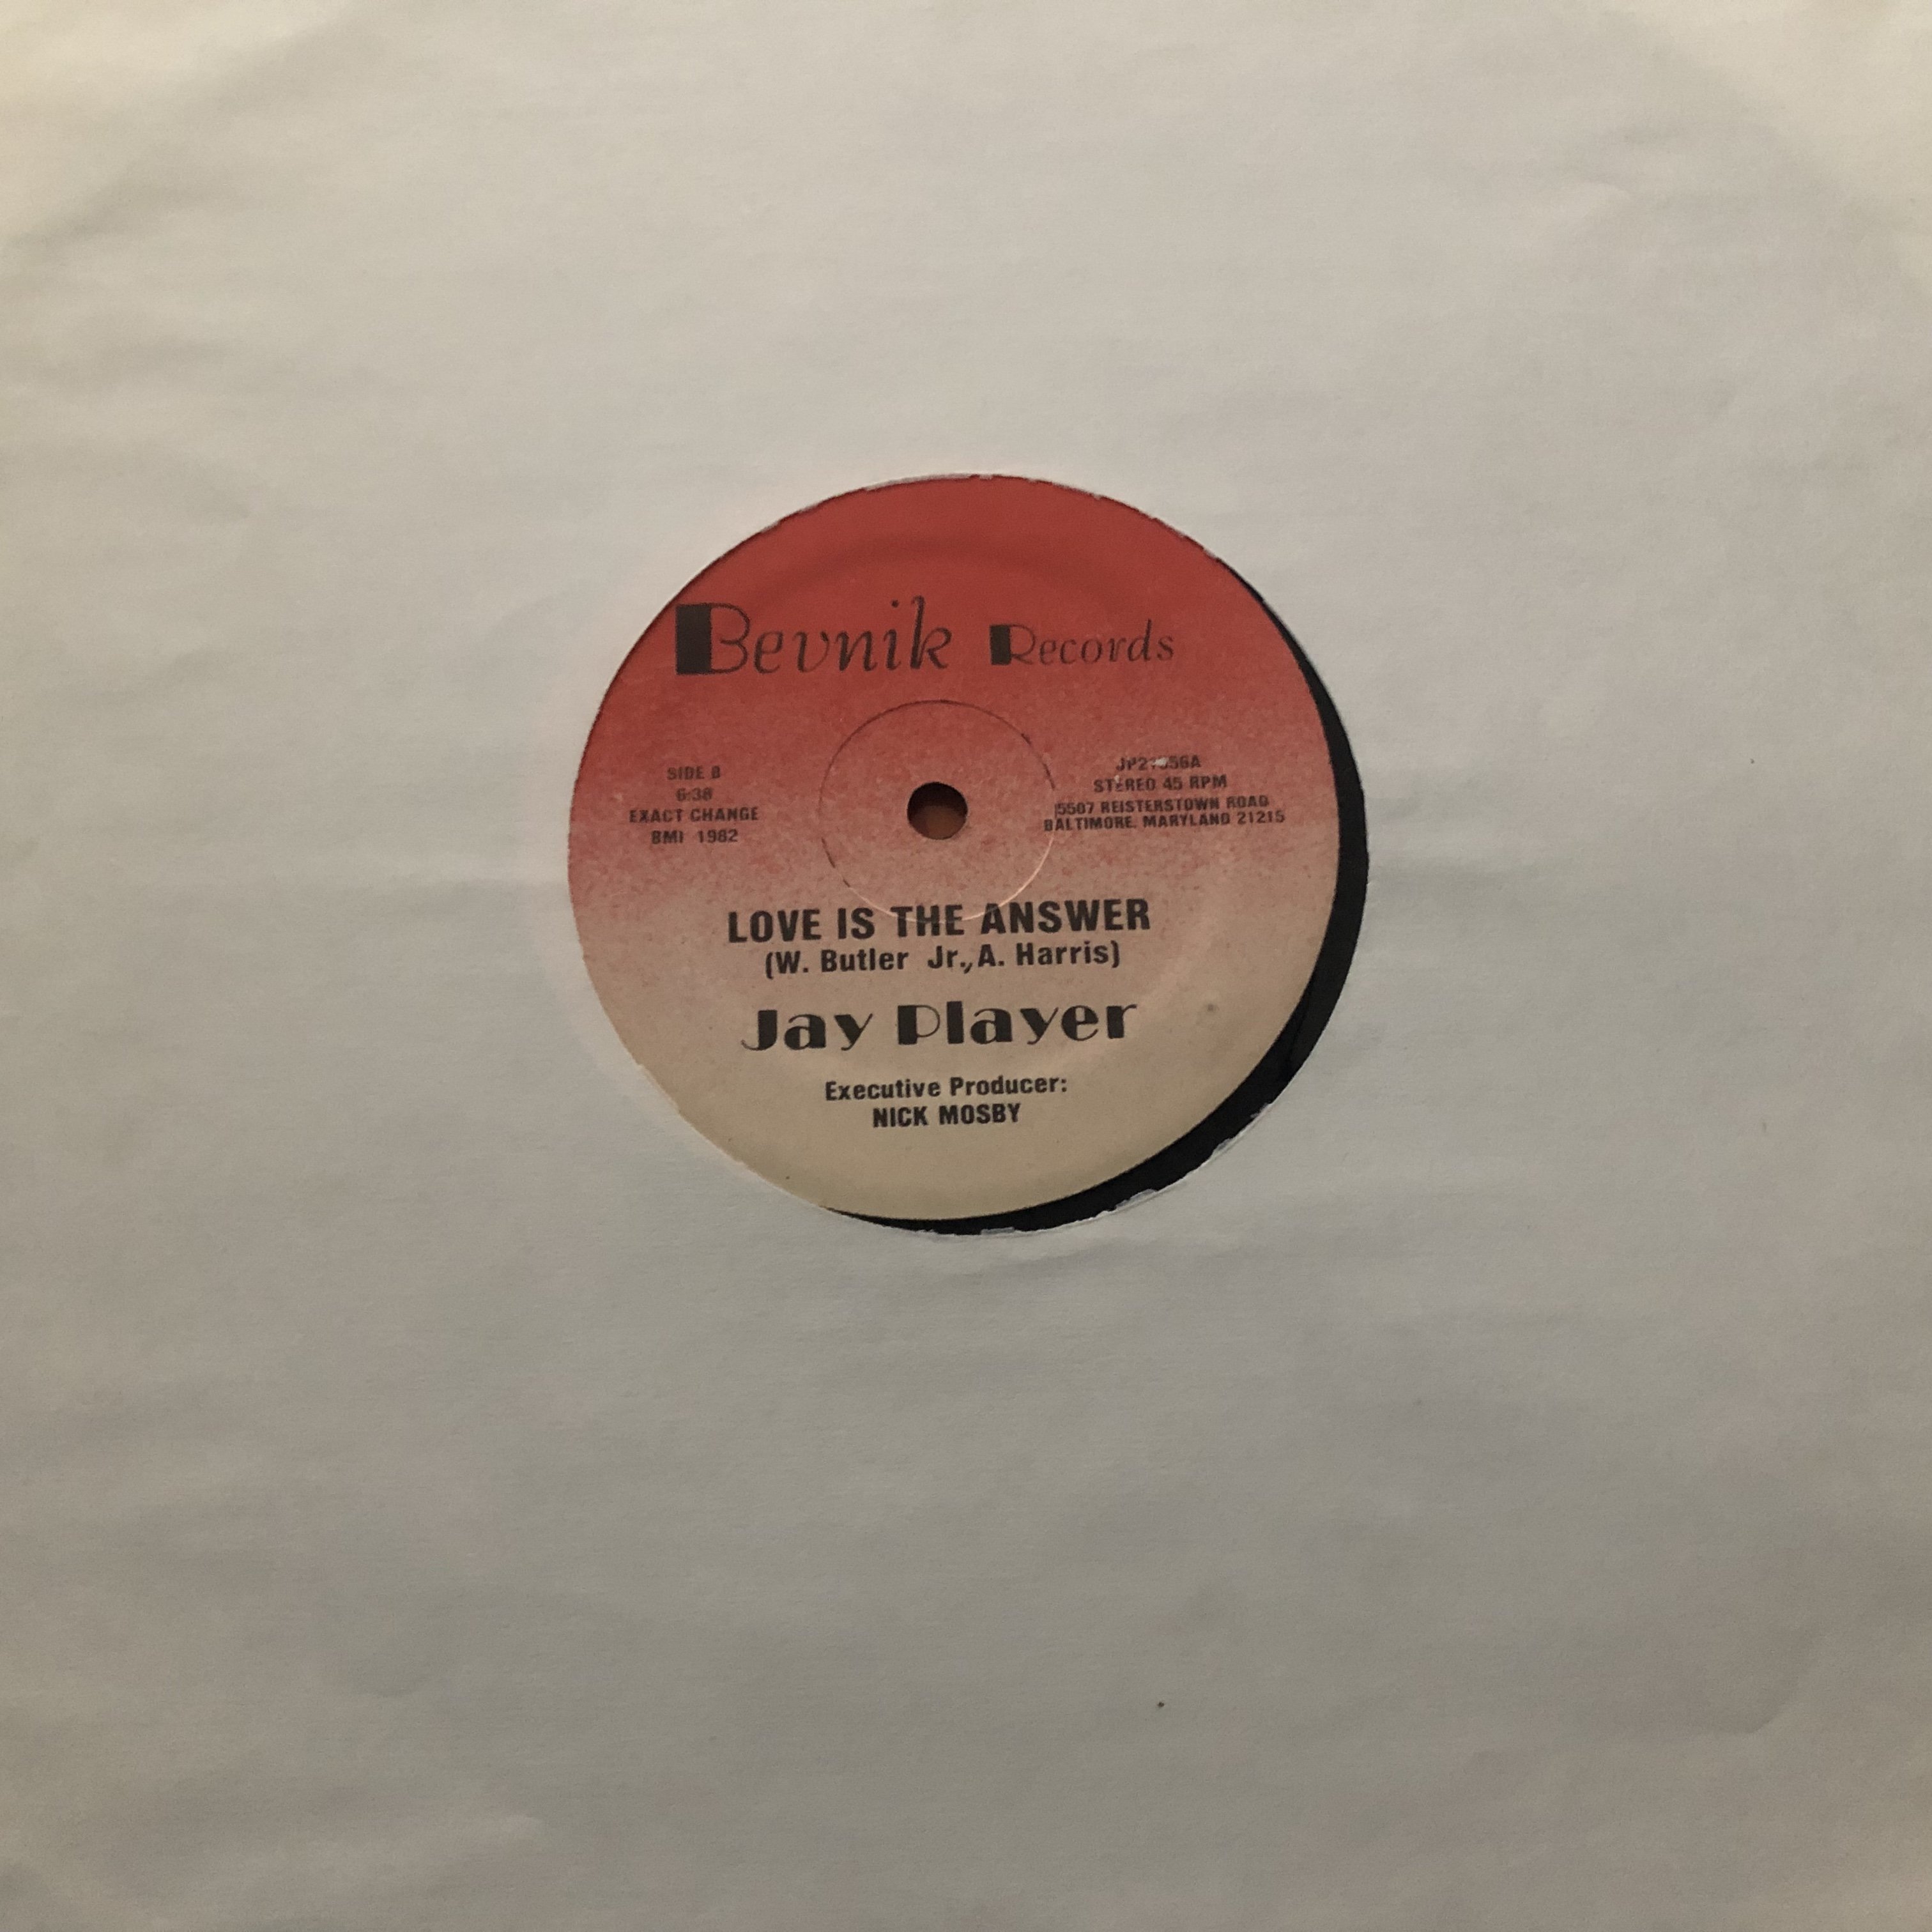 Bevnik Records
SIDE B
6:38
EXACT CHANGE
BMI 1982
STEREO 45 RPM
5507 REISTERSTOWN ROAD
BALTIMORE, MARYLAND 21215
LOVE IS THE ANSWER
(W. Butler Jr., A. Harris)
Jay Player
Executive Producer:
NICK MOSBY